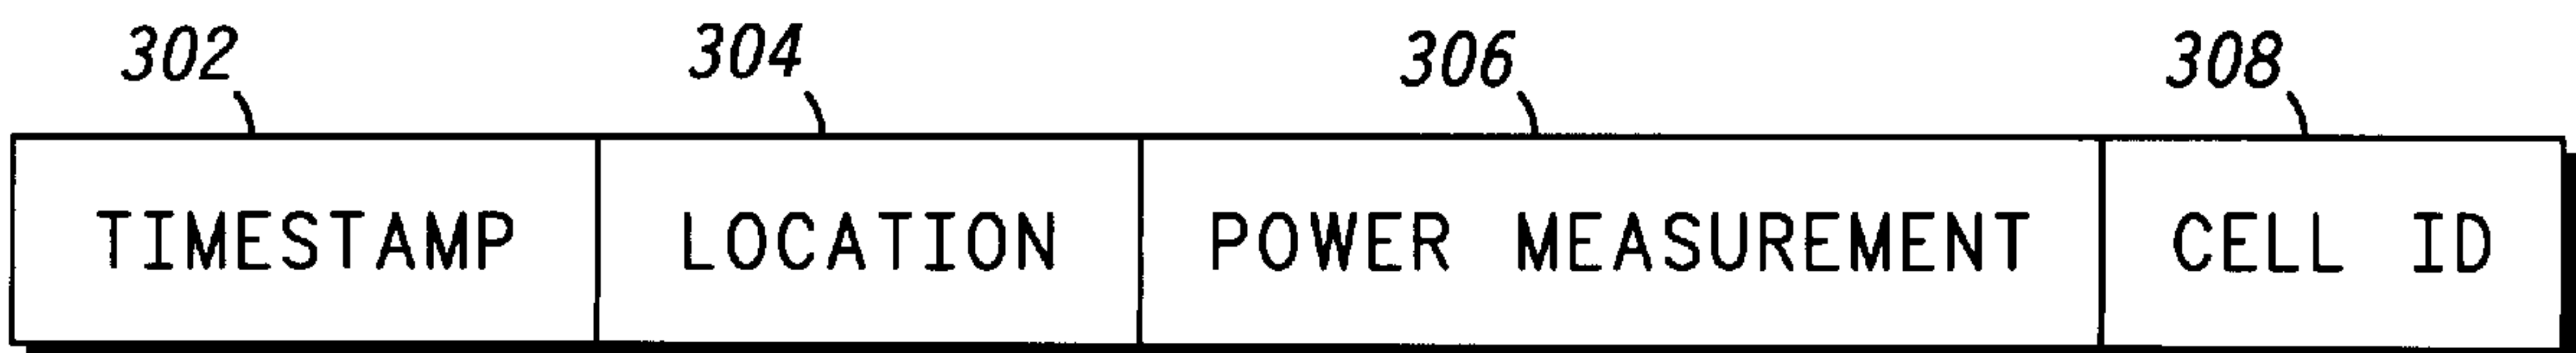 302 304 306 308
TIMESTAMP LOCATION POWER MEASUREMENT CELL ID